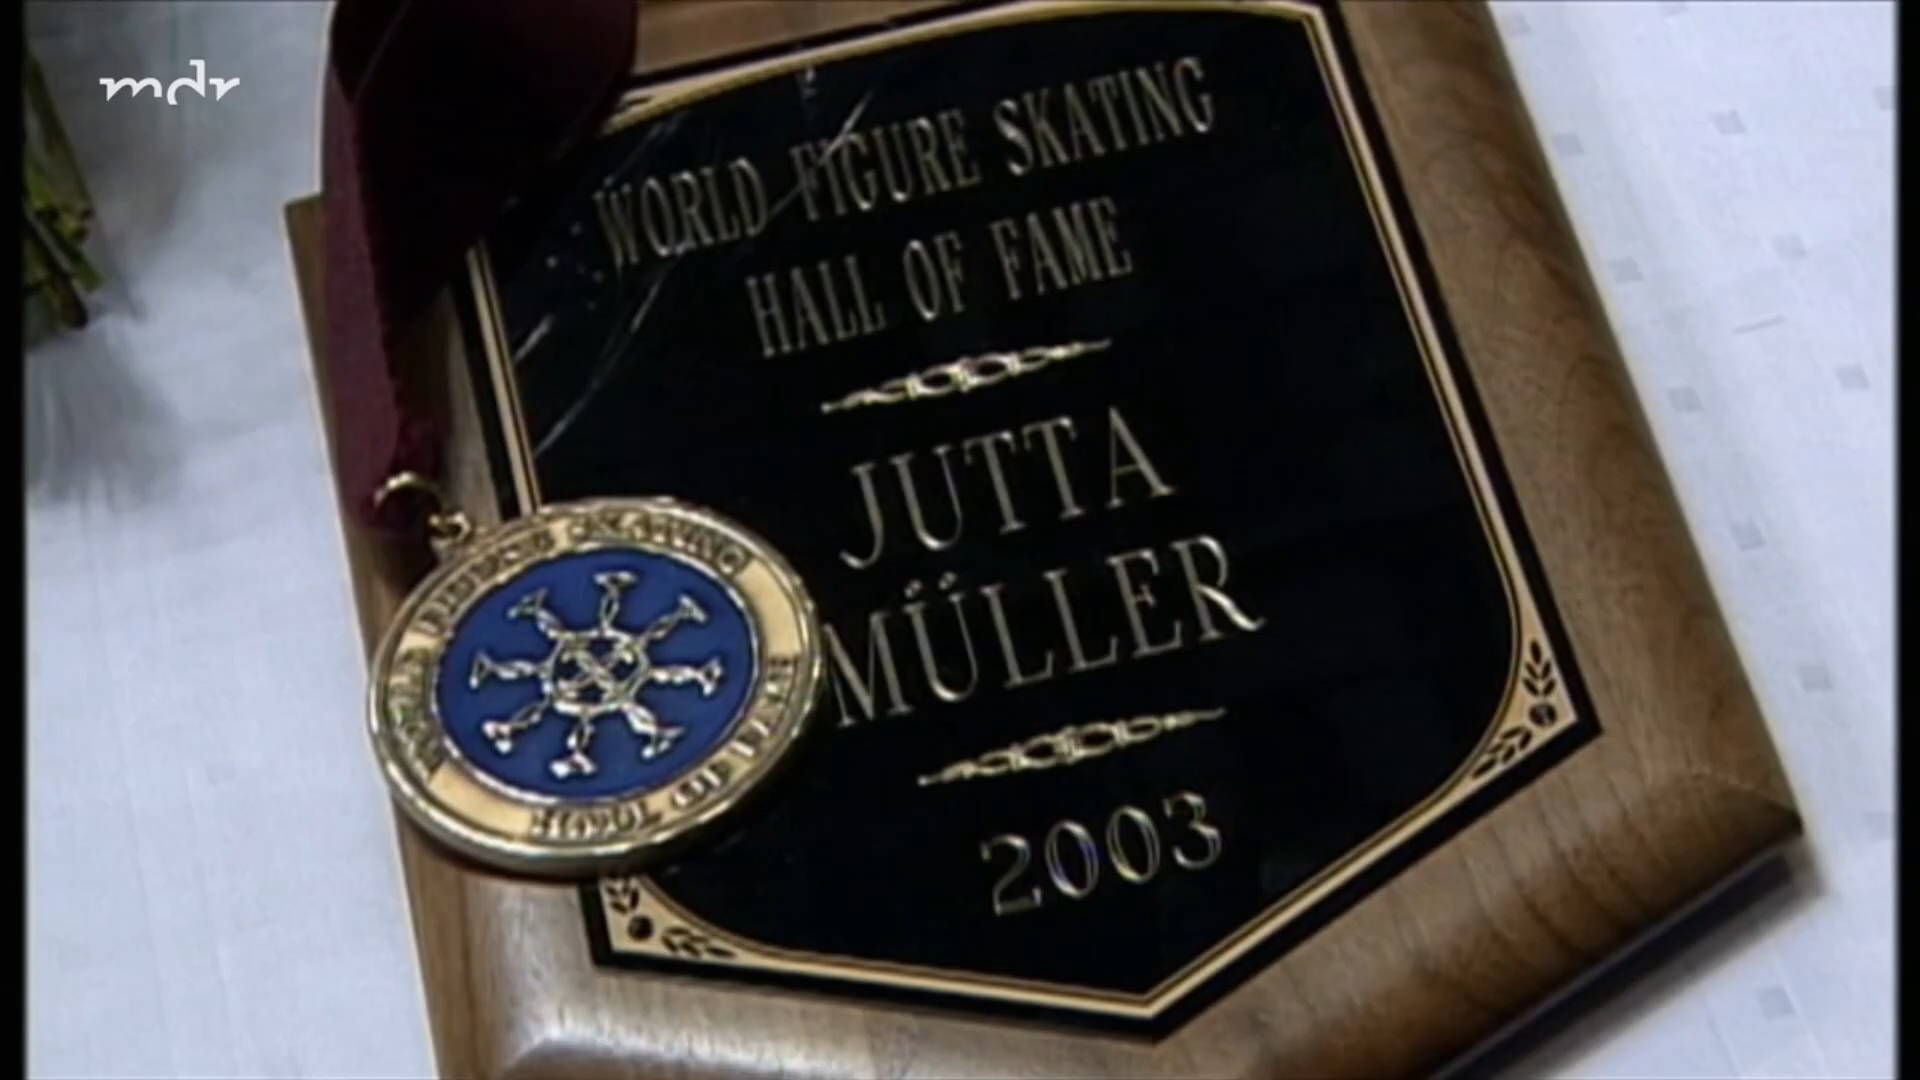 mdr
WORLD FIGURE SKATING
HALL OF FAME
JUTTA
MÜLLER
2003